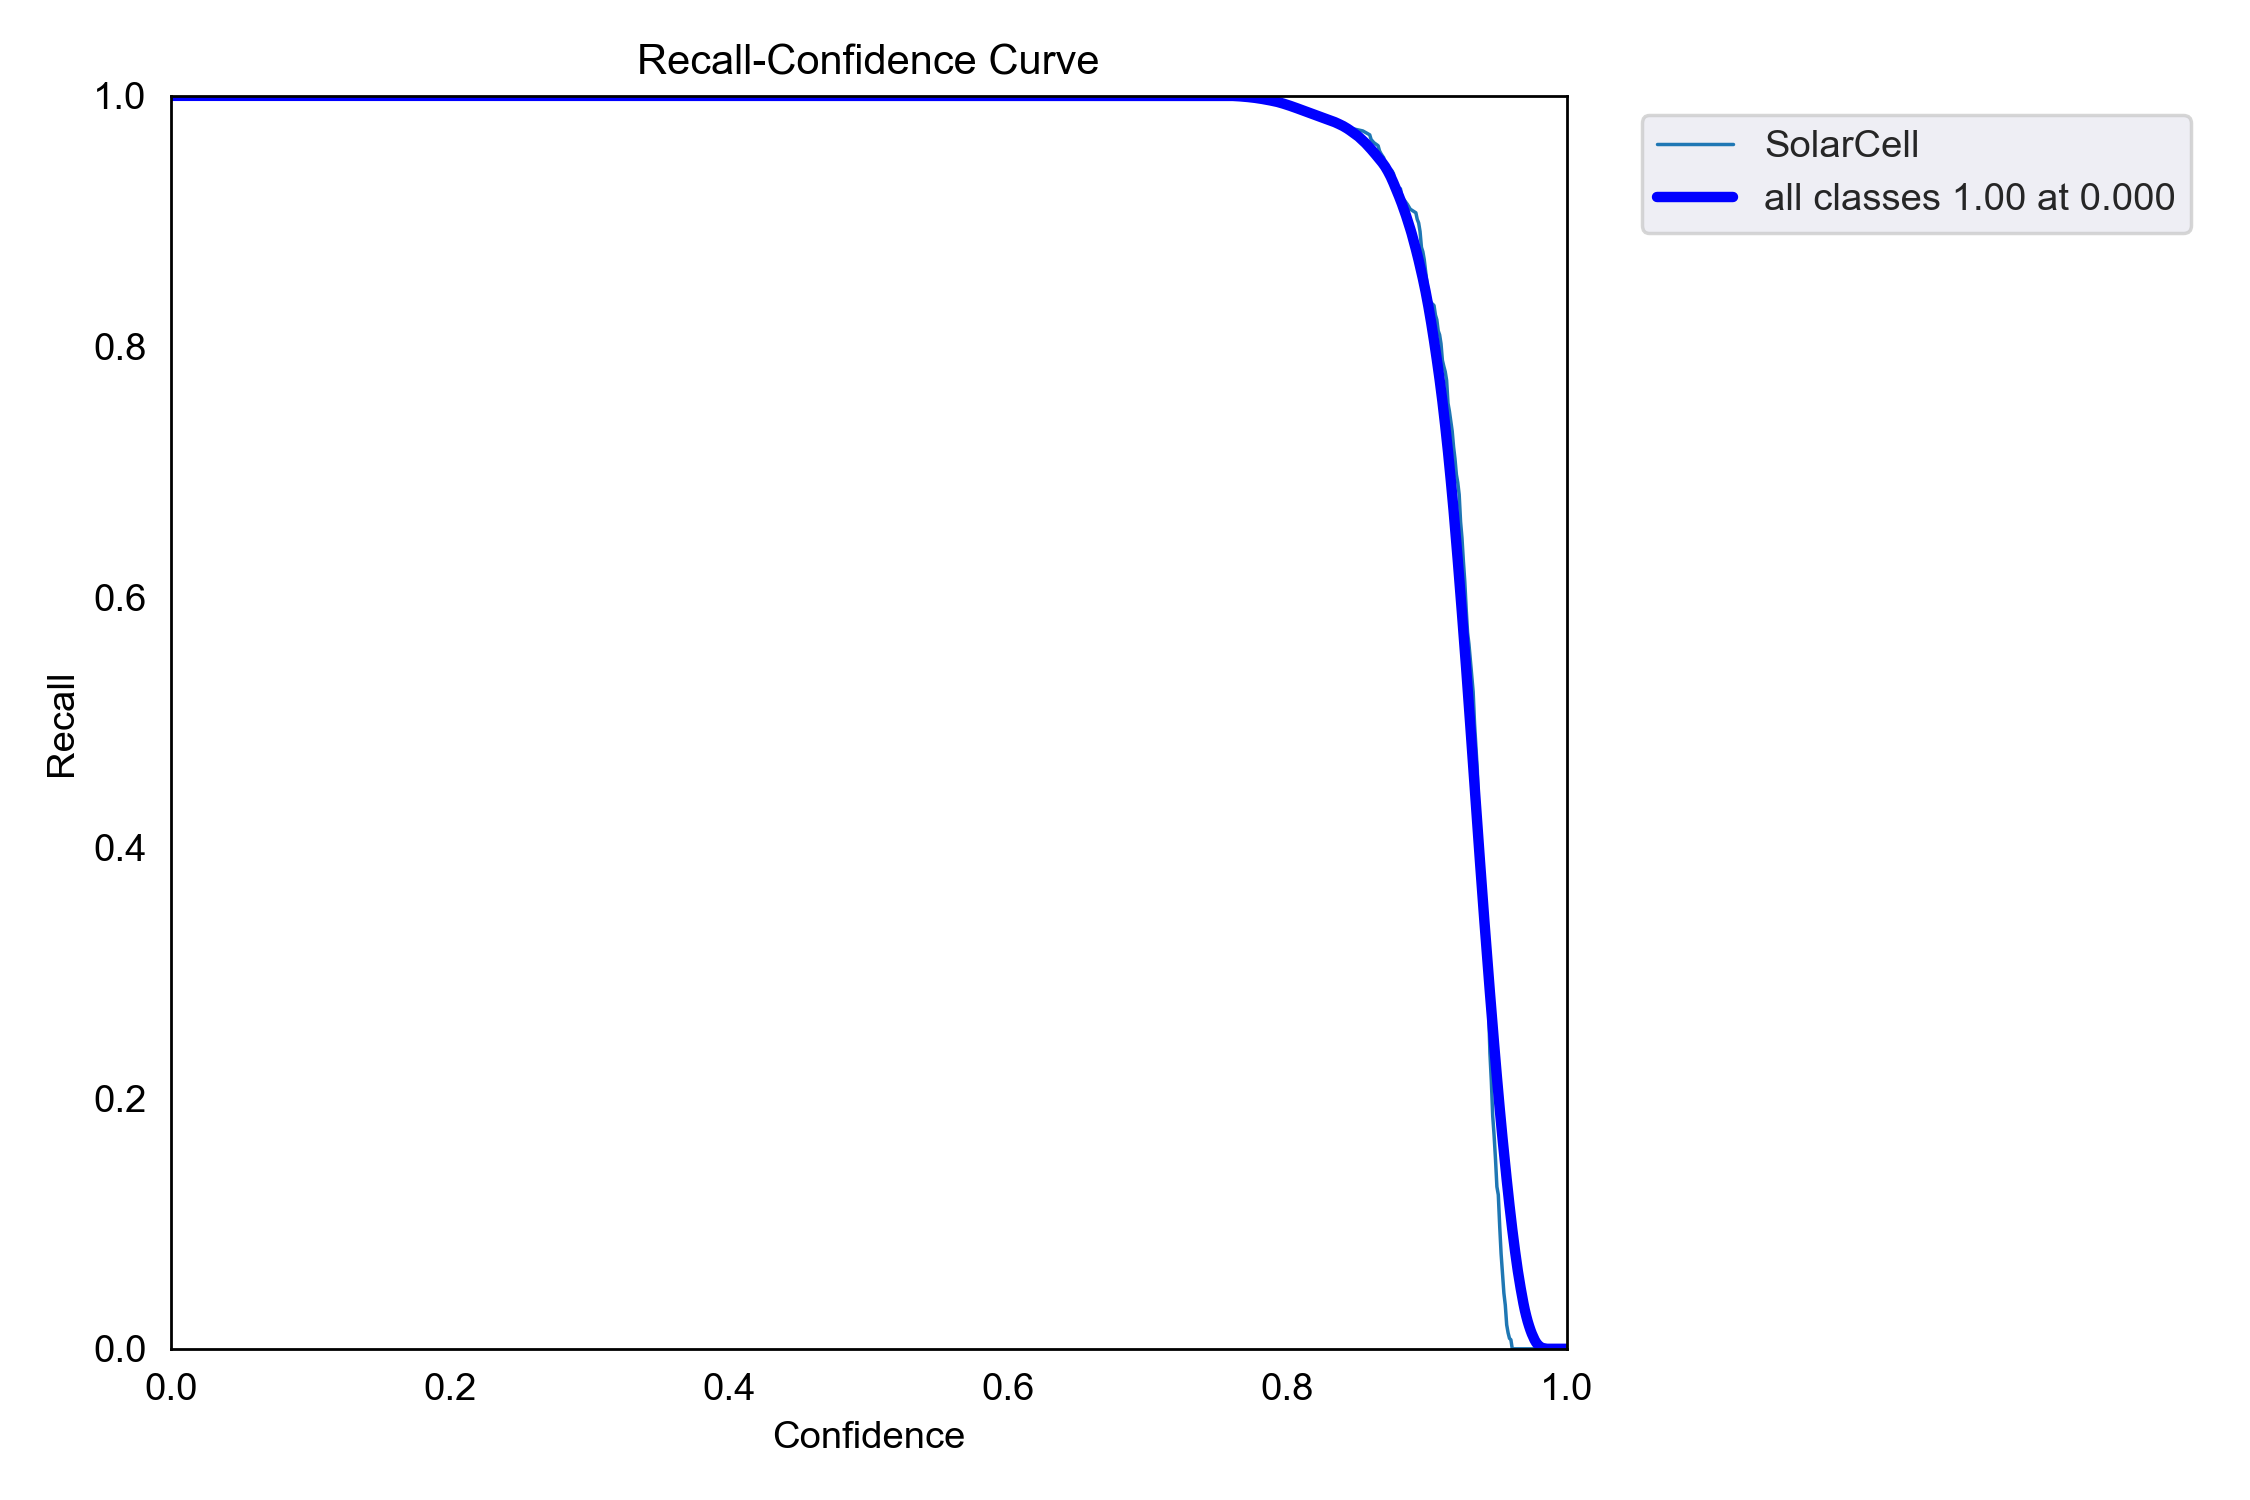 Recall-Confidence Curve
1.0
0.8
0.6
0.4
0.2
0.0
Recall
0.0 0.2 0.4 0.6 0.8 1.0
Confidence
SolarCell
all classes 1.00 at 0.000